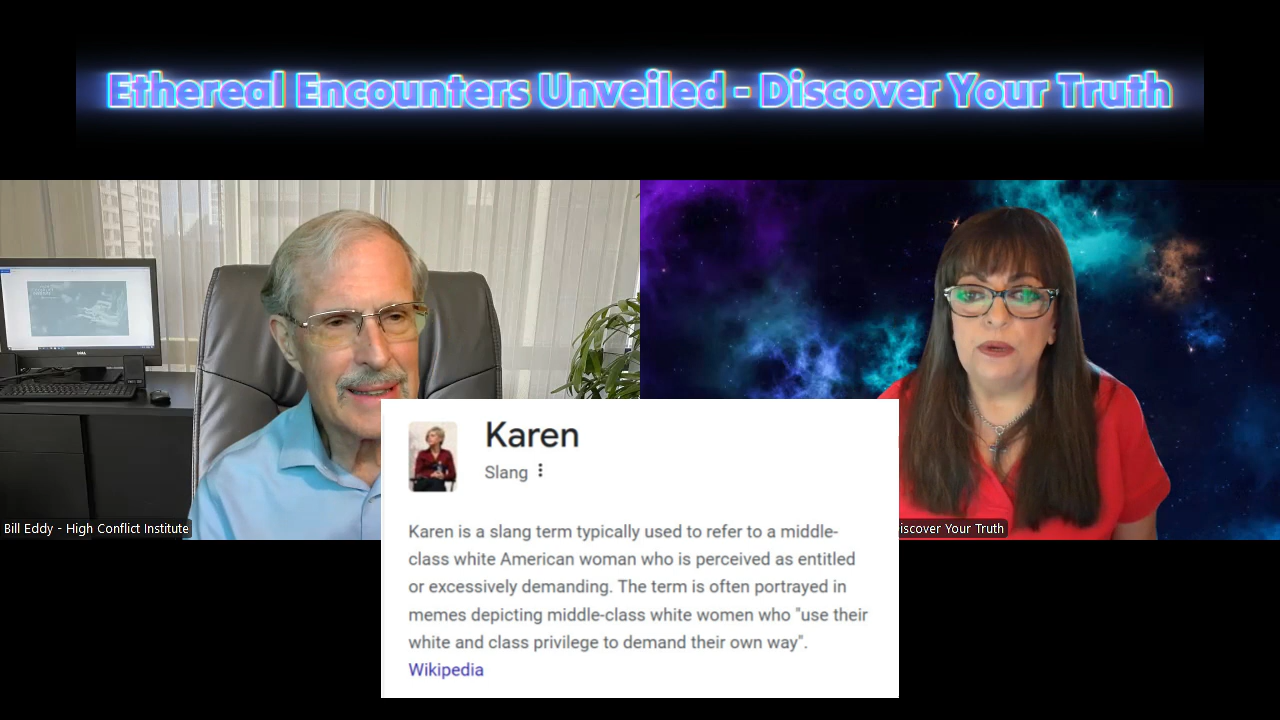 Ethereal Encounters Unveiled - Discover Your Truth
Bill Eddy - High Conflict Institute
iscover Your Truth
Karen
Slang
Karen is a slang term typically used to refer to a middle-
class white American woman who is perceived as entitled
or excessively demanding. The term is often portrayed in
memes depicting middle-class white women who "use their
white and class privilege to demand their own way".
Wikipedia